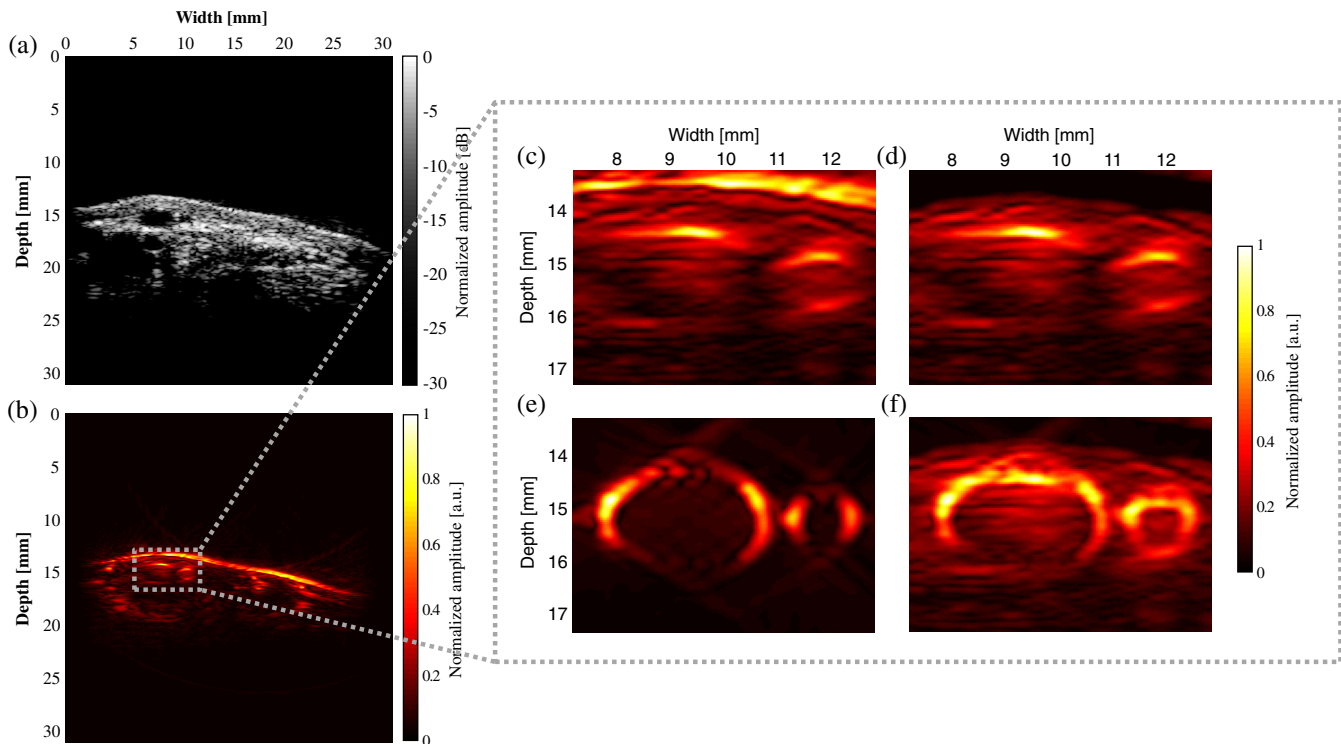 (a)
Width [mm]
0 5 10 15 20 25 30
0
5
10
15
20
25
30
Depth [mm]
0
-5
-10
-15
-20
-25
-30
Normalized amplitude [dB]
(b)
0
5
10
15
20
25
30
Depth [mm]
1
0.8
0.6
0.4
0.2
0
Normalized amplitude [a.u.]
(c)
Width [mm]
8 9 10 11 12
14
15
16
17
Depth [mm]
(d)
Width [mm]
8 9 10 11 12
(e)
14
15
16
17
Depth [mm]
(f)
1
0.8
0.6
0.4
0.2
0
Normalized amplitude [a.u.]